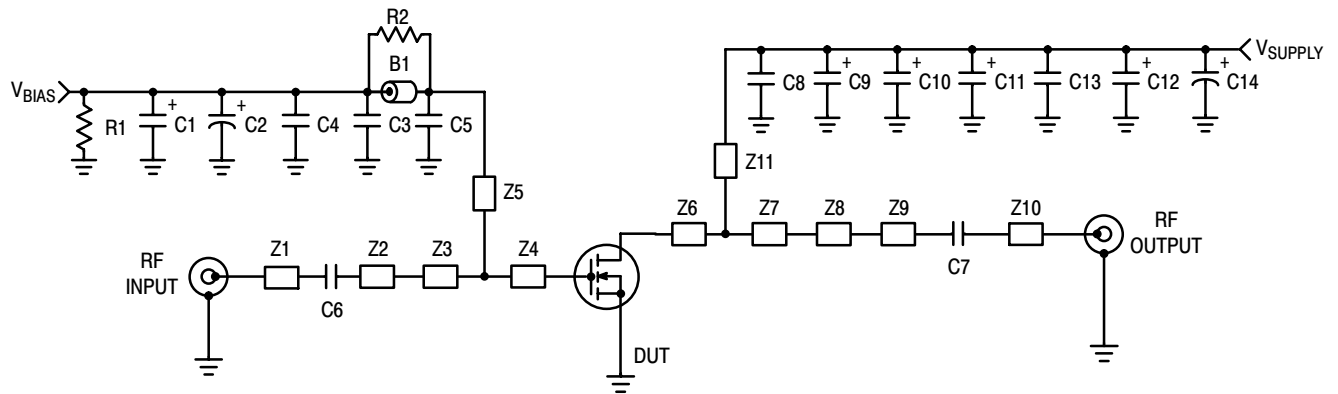 R2
B1
V_BIAS
R1
+
C1
+
C2
C4
C3
C5
Z5
V_SUPPLY
C8
+
C9
+
C10
+
C11
C13
+
C12
+
C14
Z11
Z6
Z7
Z8
Z9
C7
Z10
RF
OUTPUT
RF
INPUT
Z1
C6
Z2
Z3
Z4
DUT